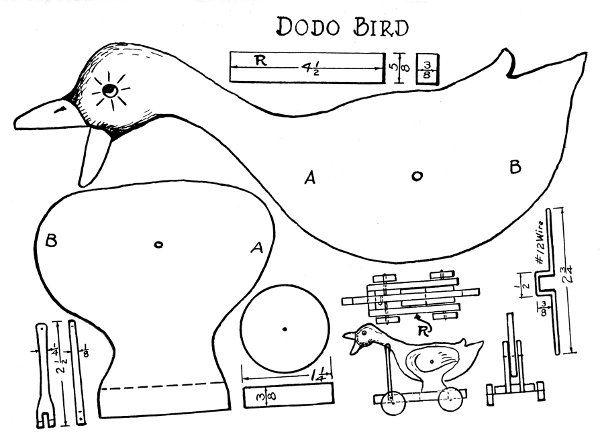 DODO BIRD
R
4 1/2
5/8
3/8
A
B
B
A
#12 Wire
1/2
3/8
2 3/4
R
1/4
2 1/2
1/8
1 1/4
3/8